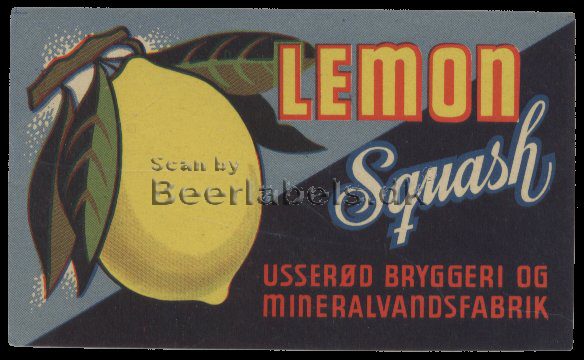 LEMON
Squash
Scan by
Beerlabels.dk
USSERØD BRYGGERI OG
MINERALVANDSFABRIK